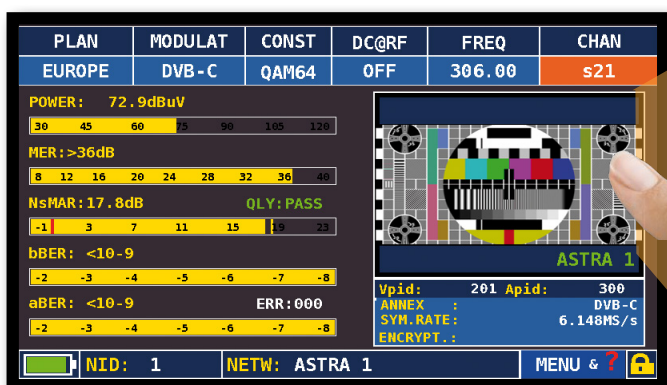 PLAN MODULAT CONST DC@RF FREQ CHAN
EUROPE DVB-C QAM64 OFF 306.00 s21
POWER: 72.9dBuV
30 45 60 75 90 105 120
MER:>36dB
8 12 16 20 24 28 32 36 40
NsMAR:17.8dB QLY:PASS
-1 3 7 11 15 19 23
bBER: <10-9
-2 -3 -4 -5 -6 -7 -8
aBER: <10-9 ERR:000
-2 -3 -4 -5 -6 -7 -8
ASTRA 1
Vpid: 201 Apid: 300
ANNEX : DVB-C
SYM.RATE: 6.148MS/s
ENCRYPT.:
NID: 1 NETW: ASTRA 1 MENU & ?